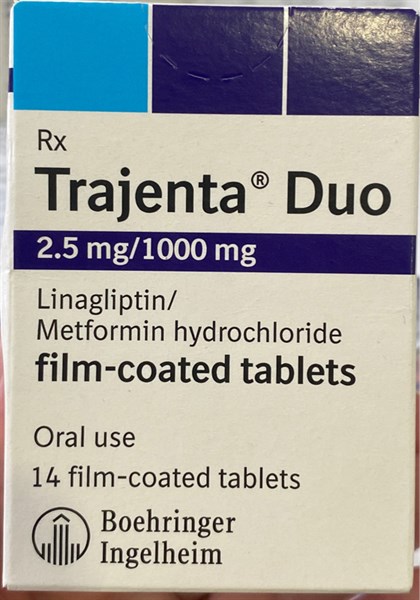 Rx
Trajenta® Duo
2.5 mg/1000 mg
Linagliptin/
Metformin hydrochloride
film-coated tablets
Oral use
14 film-coated tablets
Boehringer
Ingelheim